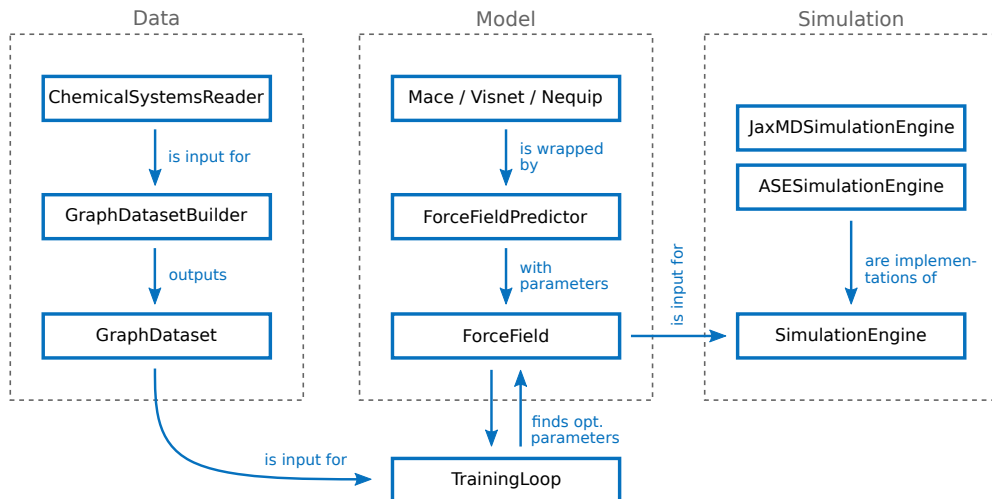 Data
ChemicalSystemsReader
is input for
GraphDatasetBuilder
outputs
GraphDataset
is input for
Model
Mace / Visnet / Nequip
is wrapped
by
ForceFieldPredictor
with
parameters
ForceField
finds opt.
parameters
TrainingLoop
is input for
Simulation
JaxMDSimulationEngine
ASESimulationEngine
are implemen-
tations of
SimulationEngine